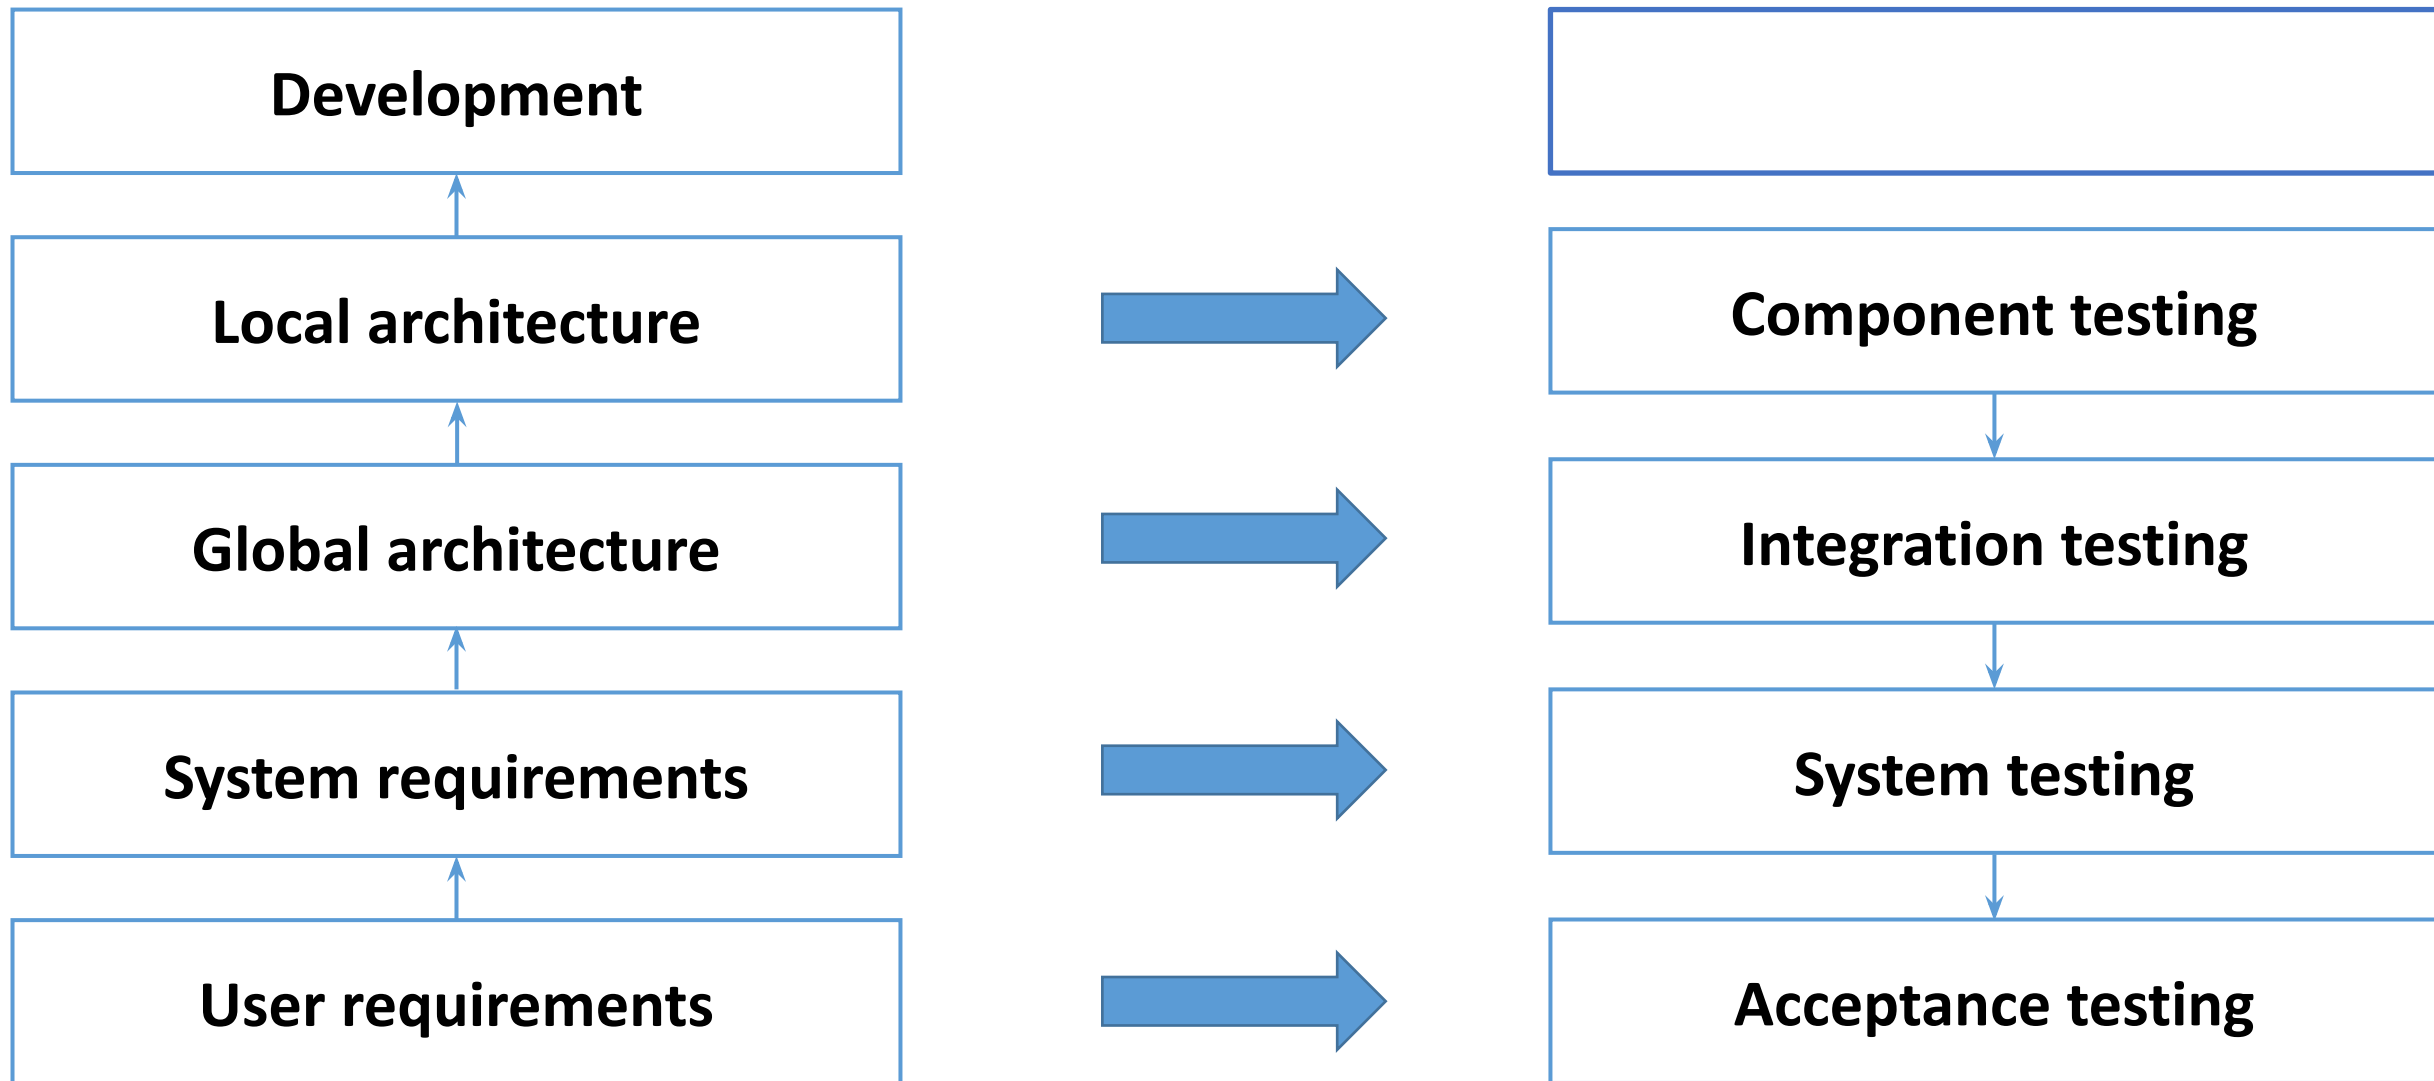 Development
Local architecture
Component testing
Global architecture
Integration testing
System requirements
System testing
User requirements
Acceptance testing